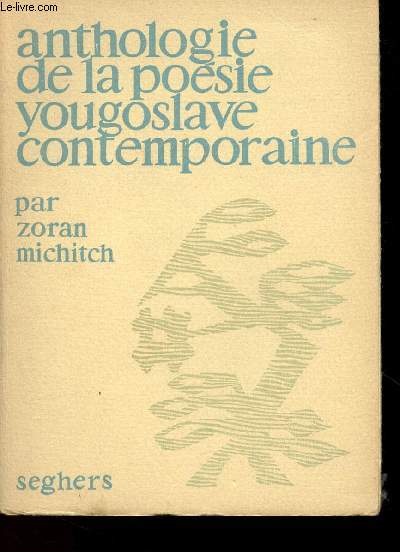 © Le-livre.com
anthologie
de la poésie
yougoslave
contemporaine
par
zoran
michitch
seghers